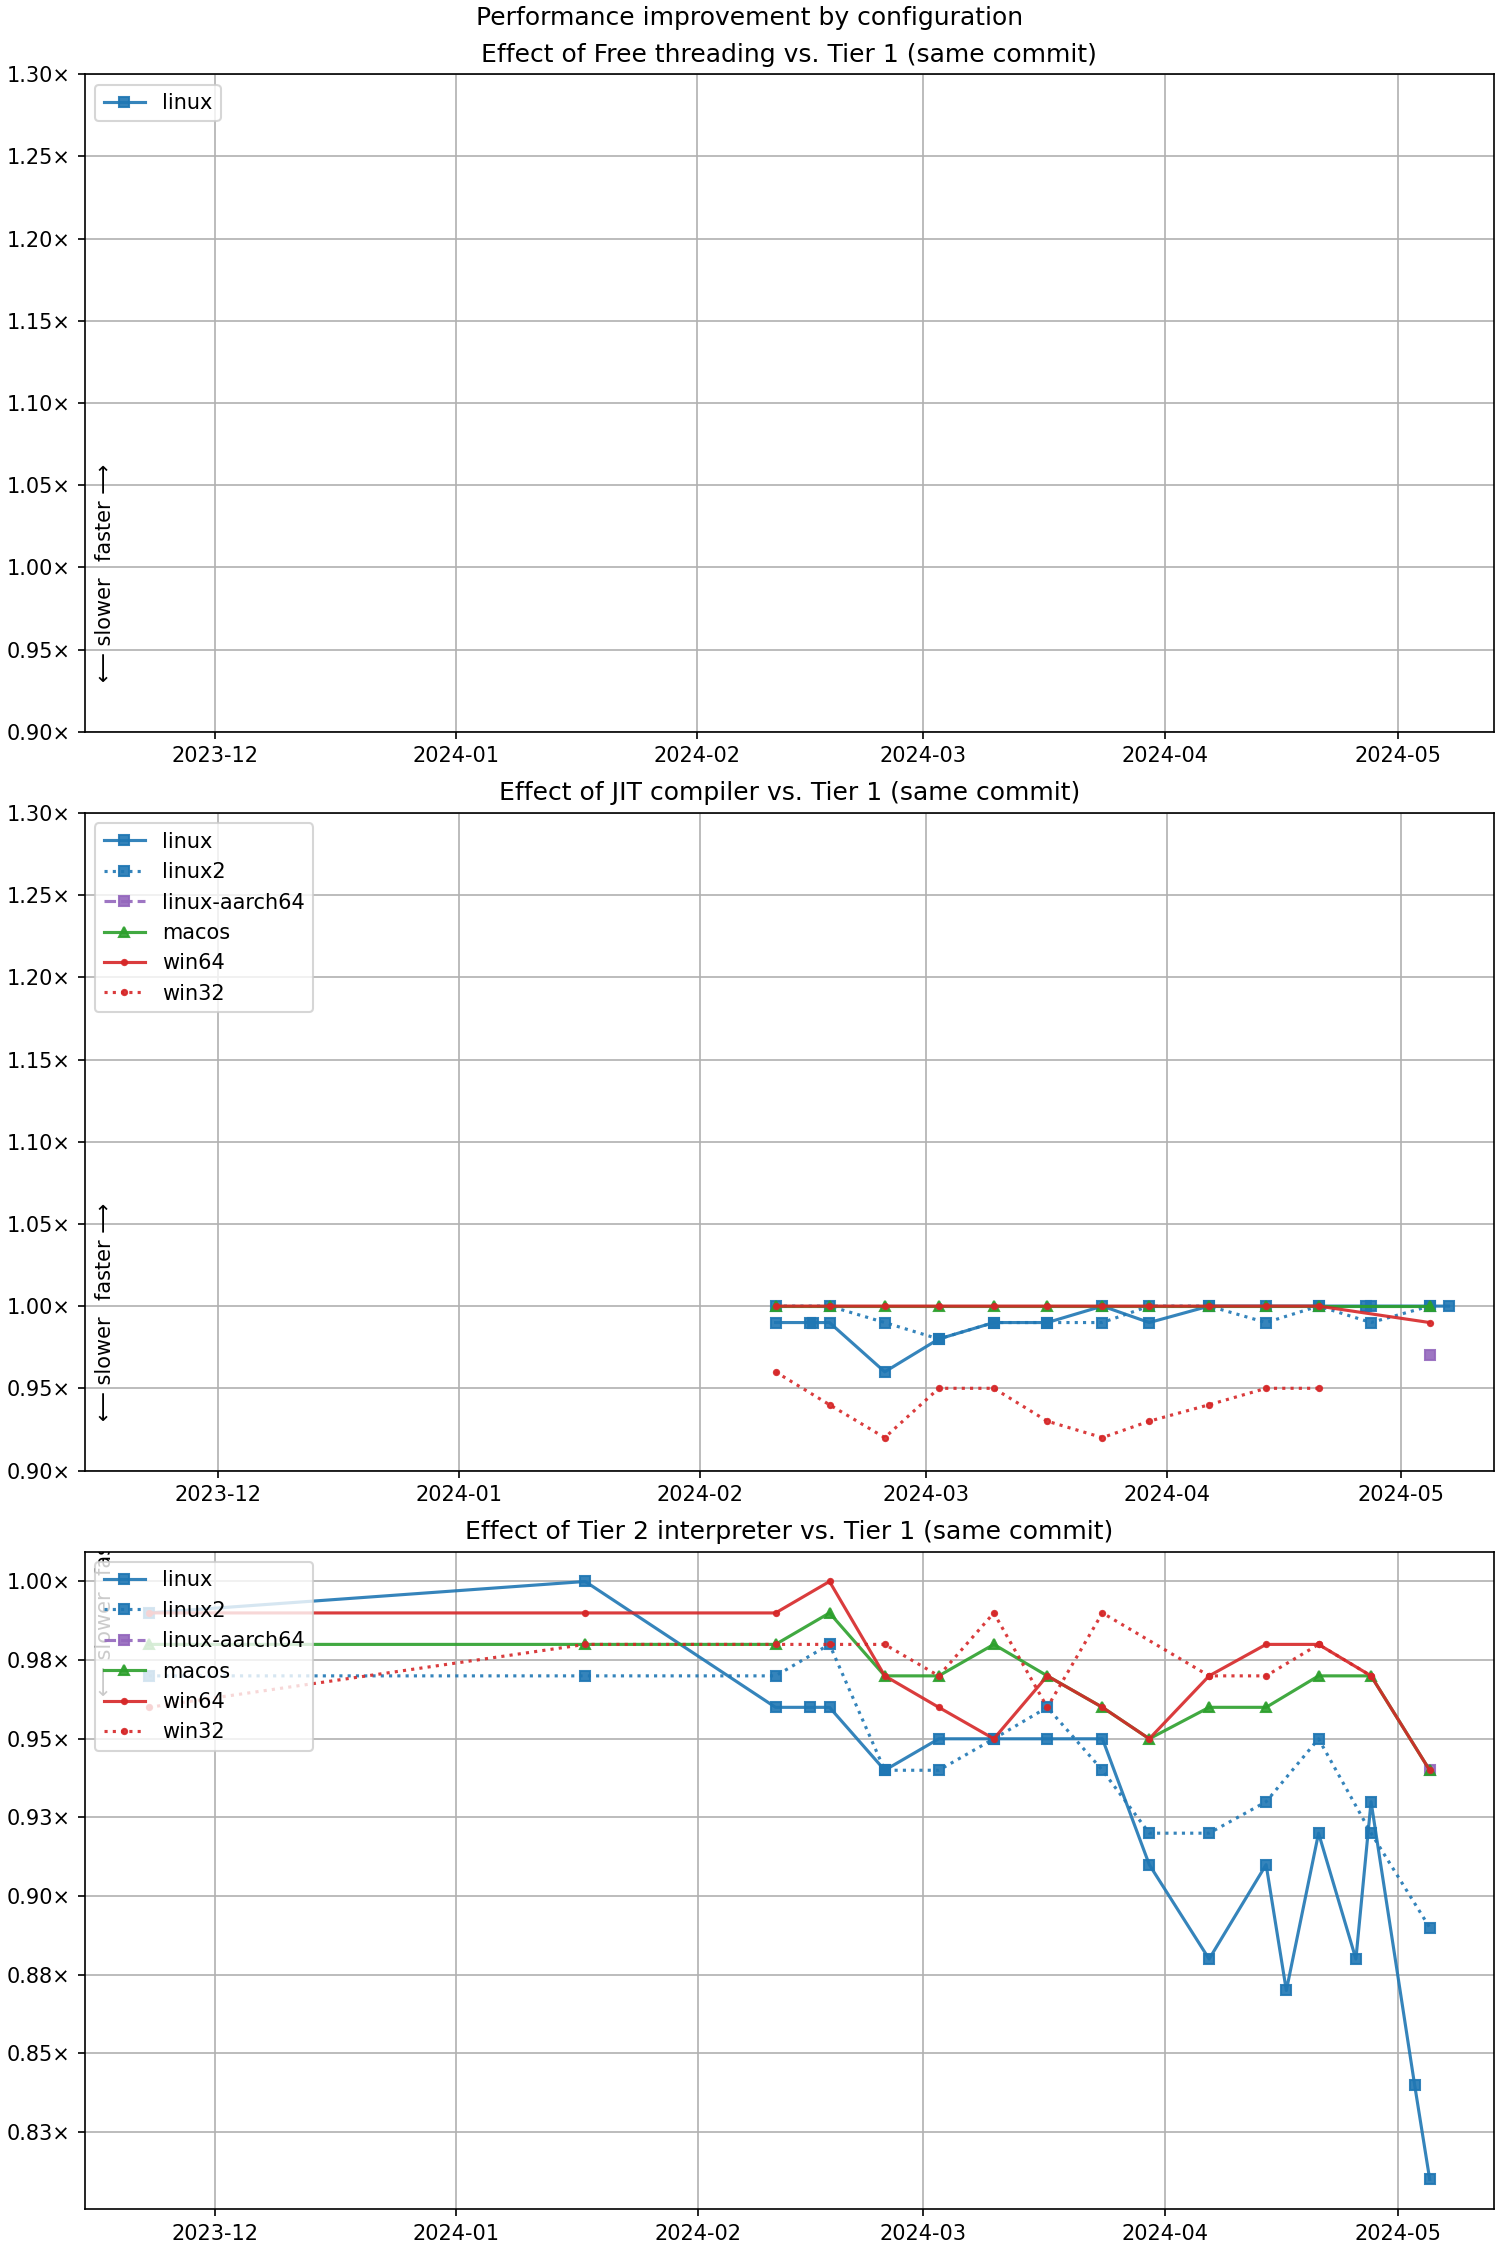 Performance improvement by configuration
Effect of Free threading vs. Tier 1 (same commit)
1.30×
1.25×
1.20×
1.15×
1.10×
1.05×
1.00×
0.95×
0.90×
linux
← slower faster →
2023-12 2024-01 2024-02 2024-03 2024-04 2024-05
Effect of JIT compiler vs. Tier 1 (same commit)
1.30×
1.25×
1.20×
1.15×
1.10×
1.05×
1.00×
0.95×
0.90×
linux
linux2
linux-aarch64
macos
win64
win32
← slower faster →
2023-12 2024-01 2024-02 2024-03 2024-04 2024-05
Effect of Tier 2 interpreter vs. Tier 1 (same commit)
1.00×
0.98×
0.95×
0.93×
0.90×
0.88×
0.85×
0.83×
linux
linux2
linux-aarch64
macos
win64
win32
← slower
2023-12 2024-01 2024-02 2024-03 2024-04 2024-05